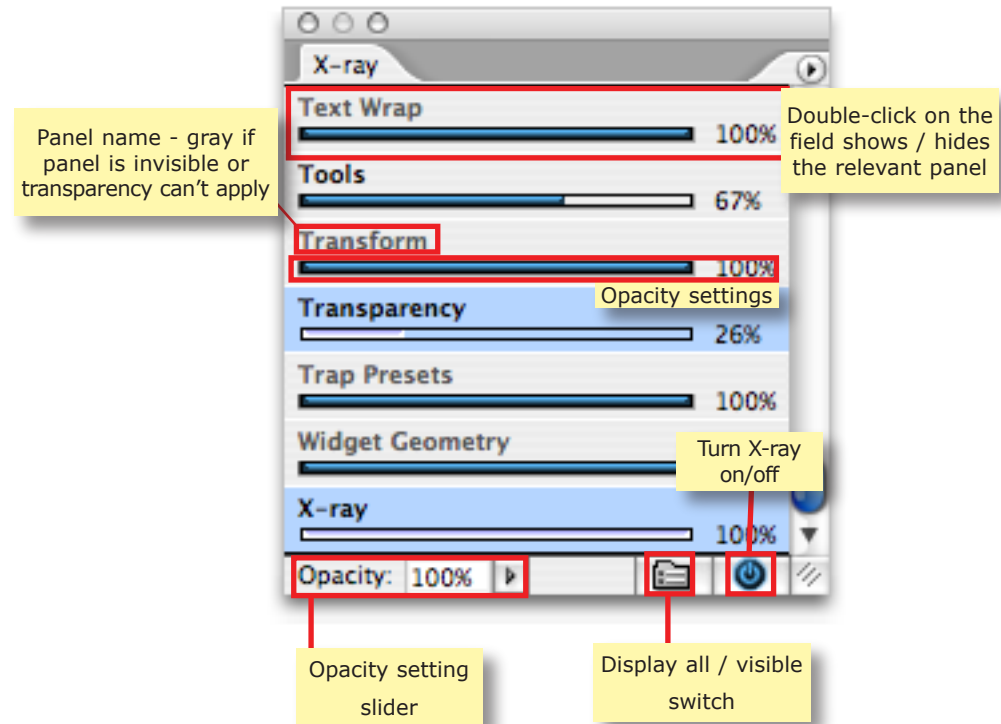 X-ray
Text Wrap
100%
Double-click on the
field shows / hides
the relevant panel
Panel name - gray if
panel is invisible or
transparency can't apply
Tools
67%
Transform
100%
Opacity settings
Transparency
26%
Trap Presets
100%
Widget Geometry
Turn X-ray
on/off
X-ray
100%
Opacity: 100%
Opacity setting
slider
Display all / visible
switch